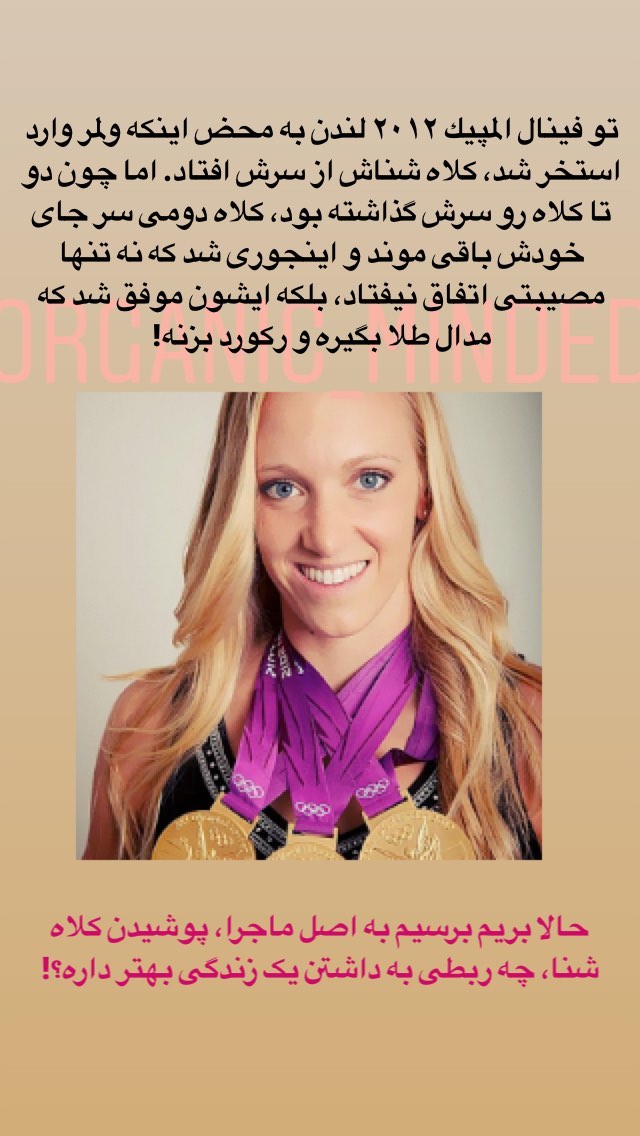 تو فینال المپیک ۲۰۱۲ لندن به محض اینکه ولمر وارد
استخر شد، کلاه شناش از سرش افتاد. اما چون دو
تا کلاه رو سرش گذاشته بود، کلاه دومی سر جای
خودش باقی موند و اینجوری شد که نه تنها
مصیبتی اتفاق نیفتاد، بلکه ایشون موفق شد که
مدال طلا بگیره و رکورد بزنه!
ORGANIC_MINDED
حالا بریم برسیم به اصل ماجرا، پوشیدن کلاه
شنا، چه ربطی به داشتن یک زندگی بهتر داره؟!